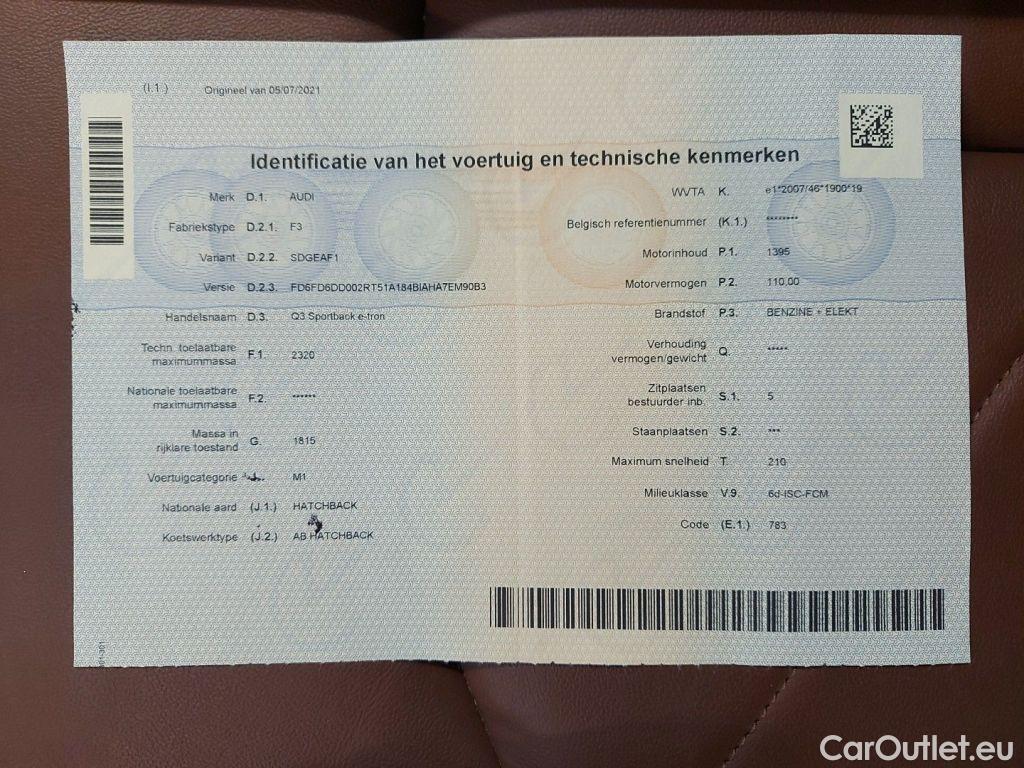 (I.1.) Origineel van 05/07/2021
Identificatie van het voertuig en technische kenmerken
Merk D.1. AUDI
Fabriekstype D.2.1. F3
Variant D.2.2. SDGEAF1
Versie D.2.3. FD6FD6DD002RT51A184BIAHA7EM90B3
Handelsnaam D.3. Q3 Sportback e-tron
Techn. toelaatbare
maximummassa F.1. 2320
Nationale toelaatbare
maximummassa F.2. ******
Massa in
rijklare toestand G. 1815
Voertuigcategorie M1
Nationale aard (J.1.) HATCHBACK
Koetswerktype (J.2.) AB HATCHBACK
WVTA K. e1*2007/46*1900*19
Belgisch referentienummer (K.1.) ********
Motorinhoud P.1. 1395
Motorvermogen P.2. 110,00
Brandstof P.3. BENZINE + ELEKT
Verhouding
vermogen/gewicht Q. *****
Zitplaatsen
bestuurder inb. S.1. 5
Staanplaatsen S.2. ***
Maximum snelheid T. 210
Milieuklasse V.9. 6d-ISC-FCM
Code (E.1.) 783
CarOutlet.eu